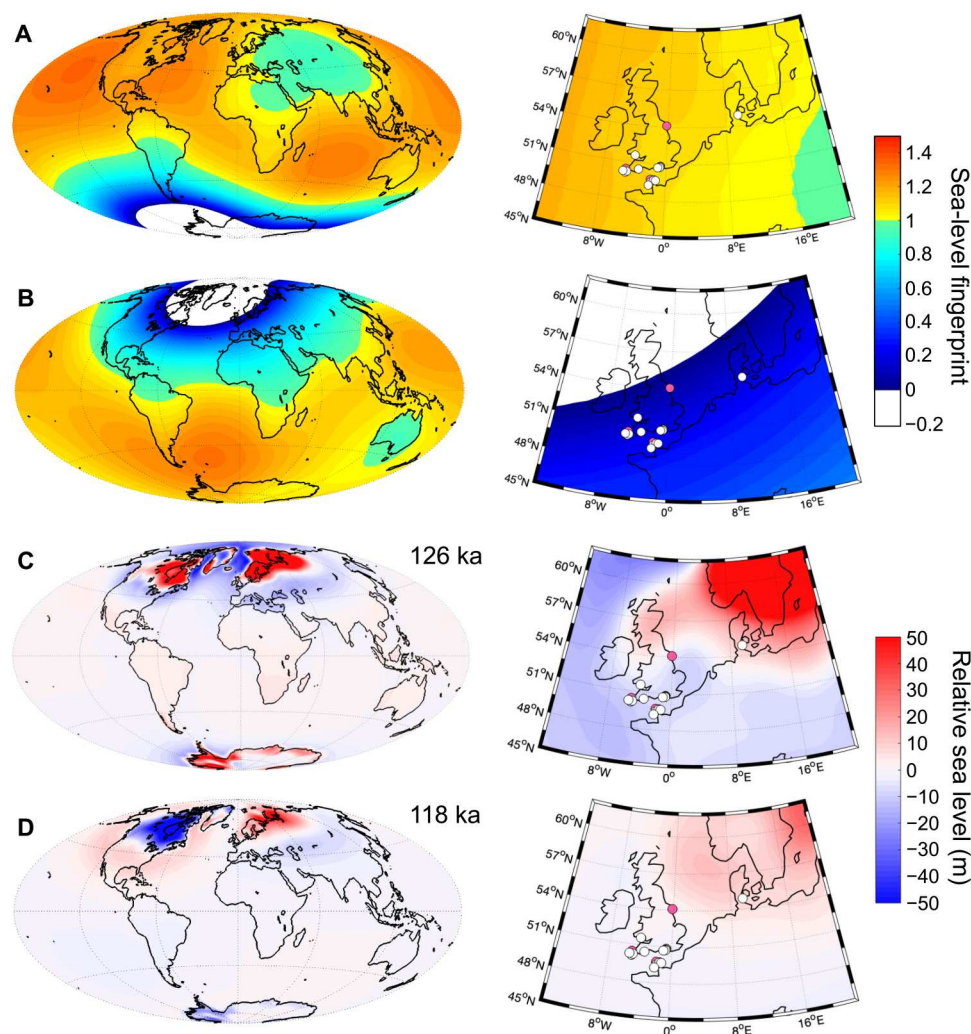 A
60°N
57°N
54°N
51°N
48°N
45°N
8°W
0°
8°E
16°E
B
60°N
57°N
54°N
51°N
48°N
45°N
8°W
0°
8°E
16°E
1.4
1.2
1
0.8
0.6
0.4
0.2
0
−0.2
Sea-level fingerprint
C
126 ka
60°N
57°N
54°N
51°N
48°N
45°N
8°W
0°
8°E
16°E
D
118 ka
60°N
57°N
54°N
51°N
48°N
45°N
8°W
0°
8°E
16°E
50
40
30
20
10
0
−10
−20
−30
−40
−50
Relative sea level (m)